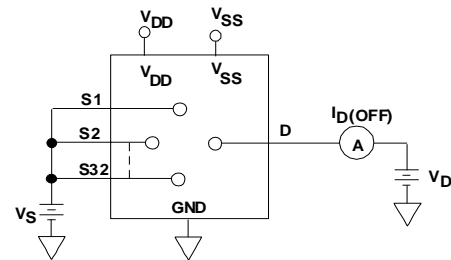 VDD VSS
VDD VSS
S1 ID(OFF)
S2 D A
S32
VS GND VD